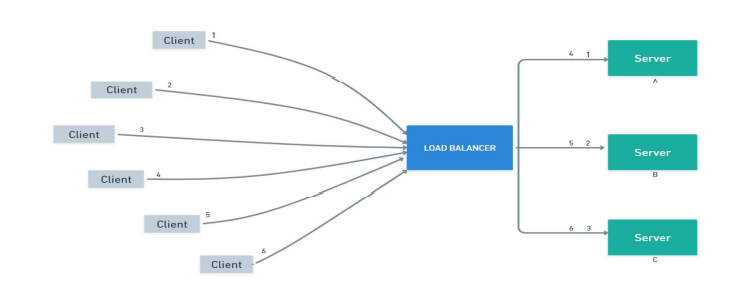 Client 1
Client 2
Client 3
Client 4
Client 5
Client 6
LOAD BALANCER
4 1
Server
A
5 2
Server
B
6 3
Server
C